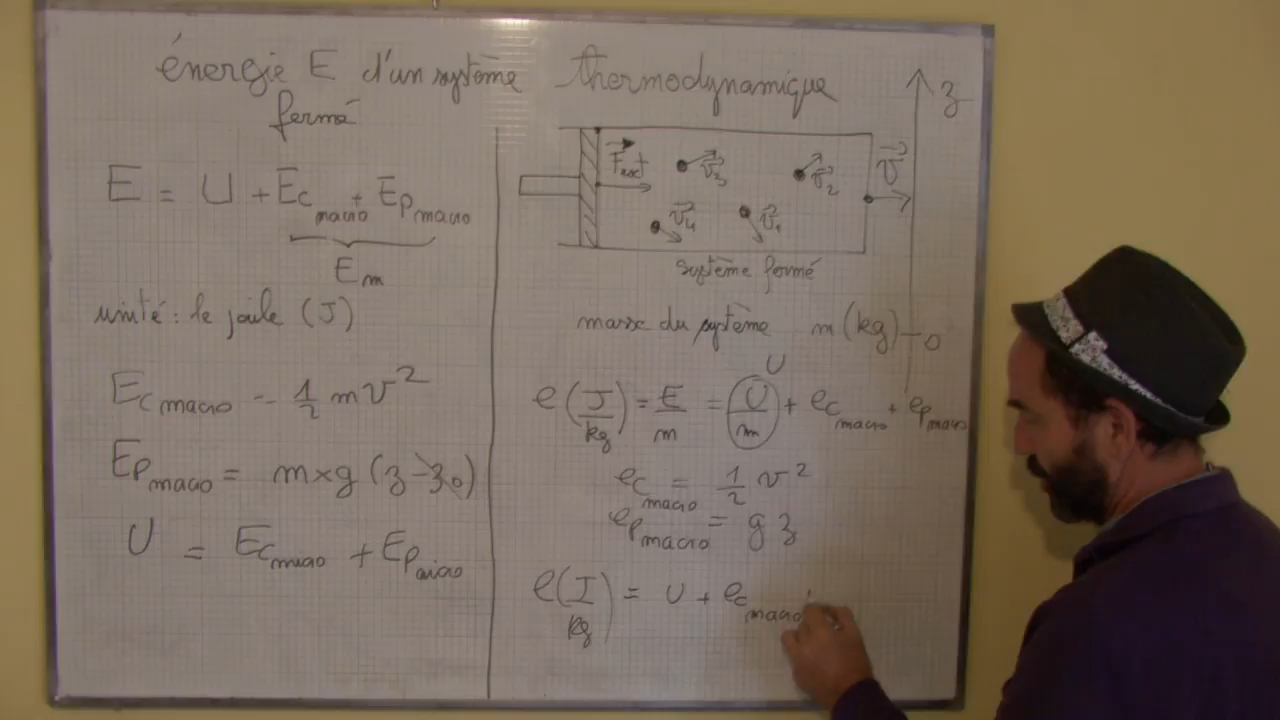 énergie E d'un système thermodynamique
fermé
E = U + Ec macro + Ep macro
Em
unité : le joule (J)
Ec macro = 1/2 mv²
Ep macro = m×g (z-z0)
U = Ec micro + Ep micro
z
F ext
v3
v2
v
v4
v1
système fermé
masse du système m (kg)
0
u
e (J/kg) = E/m = U/m + ec macro + ep macro
ec macro = 1/2 v²
ep macro = g z
e (J/kg) = u + ec macro